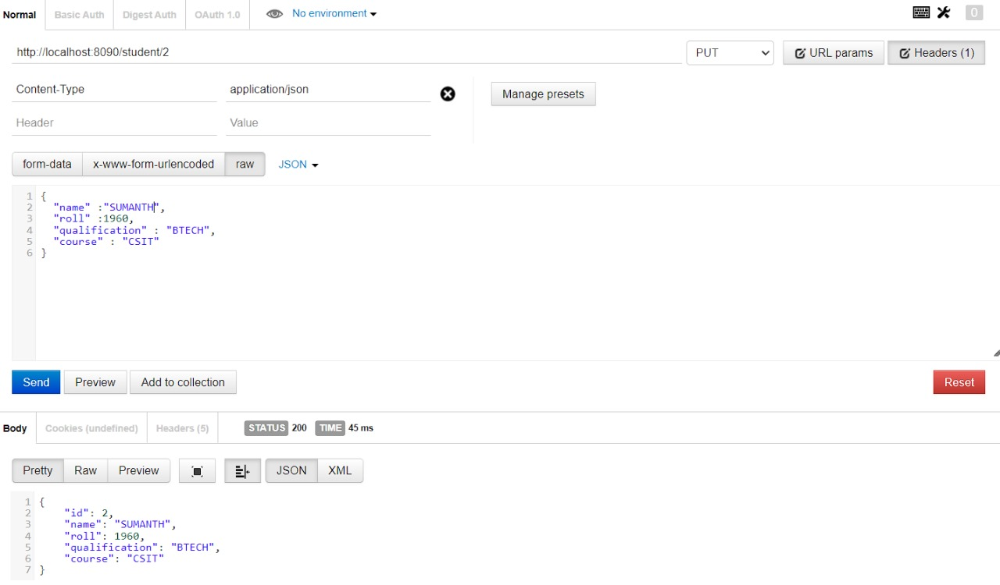 Normal Basic Auth Digest Auth OAuth 1.0 No environment 0
http://localhost:8090/student/2 PUT URL params Headers (1)
Content-Type application/json Manage presets
Header Value
form-data x-www-form-urlencoded raw JSON
1 {
2 "name" :"SUMANTH",
3 "roll" :1960,
4 "qualification" : "BTECH",
5 "course" : "CSIT"
6 }
Send Preview Add to collection Reset
Body Cookies (undefined) Headers (5) STATUS 200 TIME 45 ms
Pretty Raw Preview JSON XML
1 {
2 "id": 2,
3 "name": "SUMANTH",
4 "roll": 1960,
5 "qualification": "BTECH",
6 "course": "CSIT"
7 }